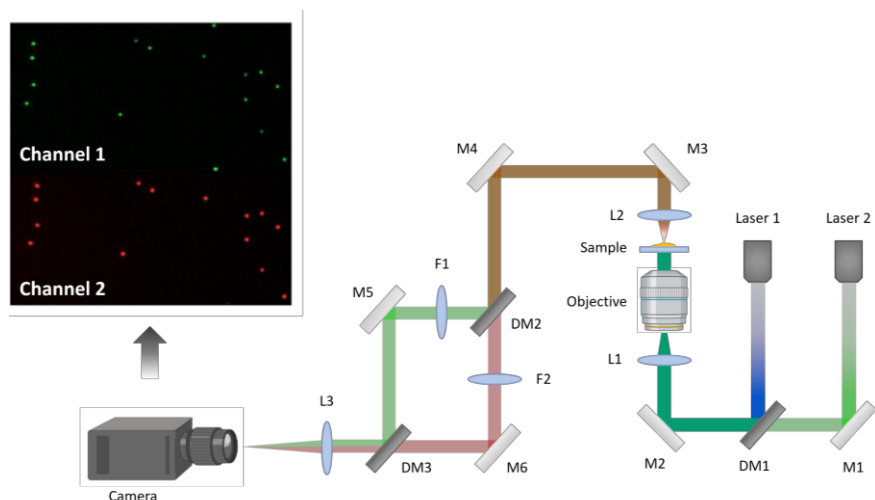 Channel 1
Channel 2
M4
M3
L2
Laser 1
Laser 2
Sample
F1
M5
DM2
Objective
L1
F2
L3
M2
DM1
M1
DM3
M6
Camera